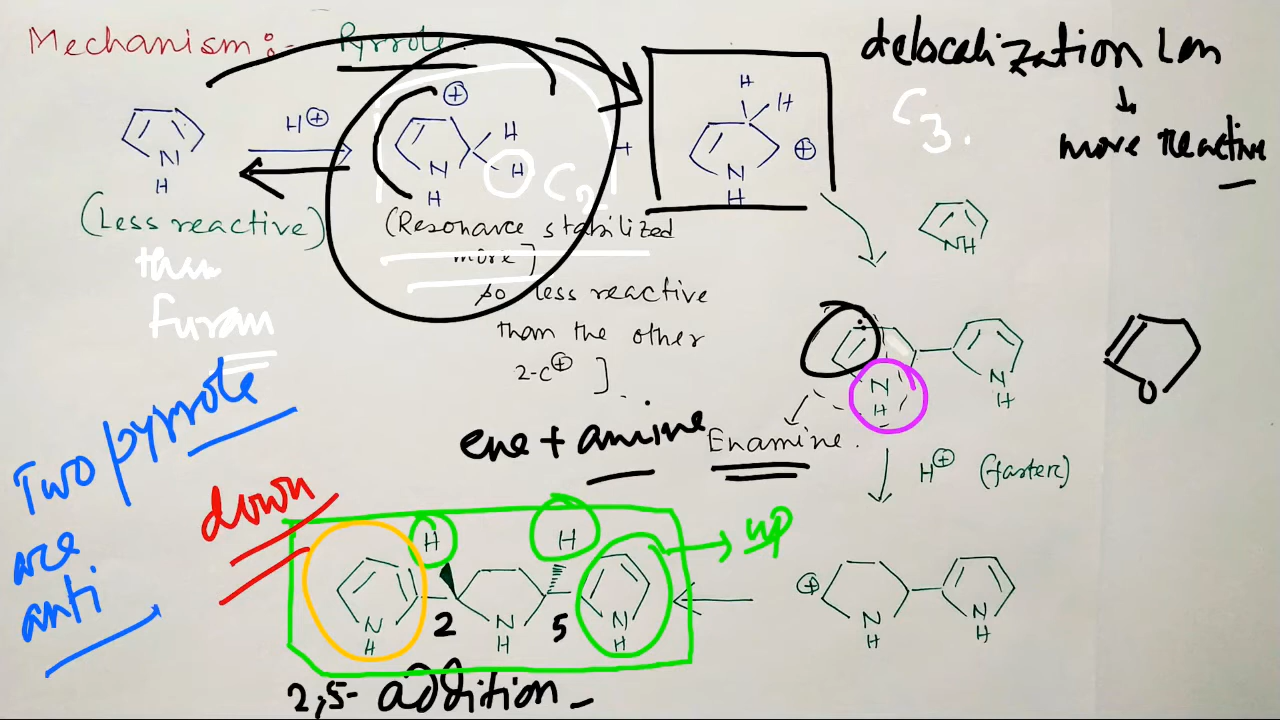 Mechanism :- Pyrrole.
delocalization less
↓
more reactive
C3.
H⊕
N
H
⊕
H
H
N
H
C2
+
H
H
⊕
N
H
NH
(Less reactive)
than
furan
(Resonance stabilized
more]
so less reactive
than the other
2-C⊕ ]
N
H
N
H
O
ene + amine Enamine.
H⊕ (faster)
Two pyrrole
are
anti
down
up
H
H
N
H
2
N
H
5
N
H
⊕
N
H
N
H
2,5- addition